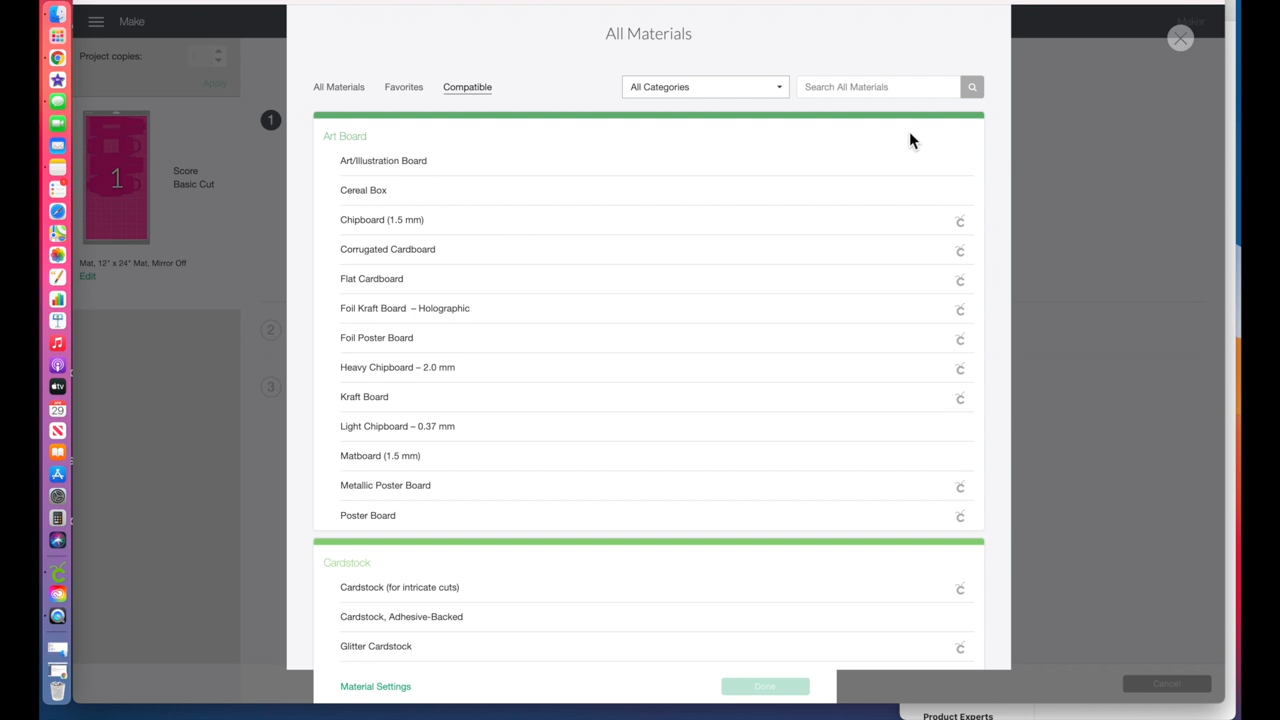 Make
Maker
All Materials
Project copies:
Apply
All Materials
Favorites
Compatible
All Categories
Search All Materials
1
Art Board
Art/Illustration Board
Cereal Box
Chipboard (1.5 mm)
Corrugated Cardboard
Flat Cardboard
Foil Kraft Board – Holographic
Foil Poster Board
Heavy Chipboard – 2.0 mm
Kraft Board
Light Chipboard – 0.37 mm
Matboard (1.5 mm)
Metallic Poster Board
Poster Board
Cardstock
Cardstock (for intricate cuts)
Cardstock, Adhesive-Backed
Glitter Cardstock
1
Score
Basic Cut
Mat, 12" x 24" Mat, Mirror Off
Edit
2
3
tv
29
Material Settings
Done
Cancel
Product Experts